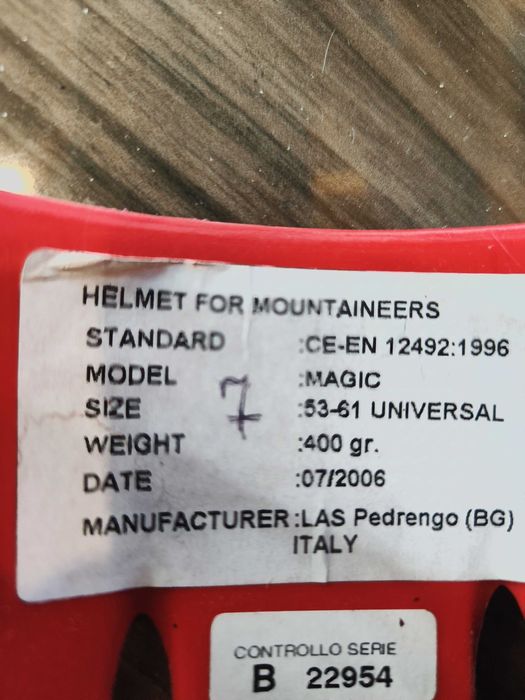 HELMET FOR MOUNTAINEERS
STANDARD :CE-EN 12492:1996
MODEL :MAGIC
SIZE :53-61 UNIVERSAL
7
WEIGHT :400 gr.
DATE :07/2006
MANUFACTURER:LAS Pedrengo (BG)
ITALY
CONTROLLO SERIE
B 22954